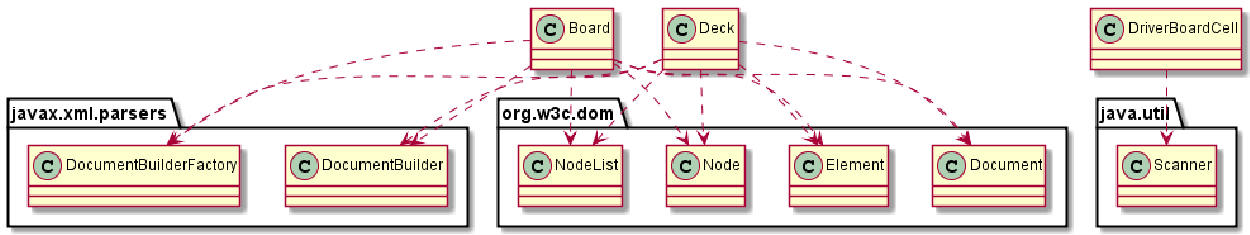 C Board
C Deck
C DriverBoardCell
javax.xml.parsers
org.w3c.dom
java.util
C DocumentBuilderFactory
C DocumentBuilder
C NodeList
C Node
C Element
C Document
C Scanner